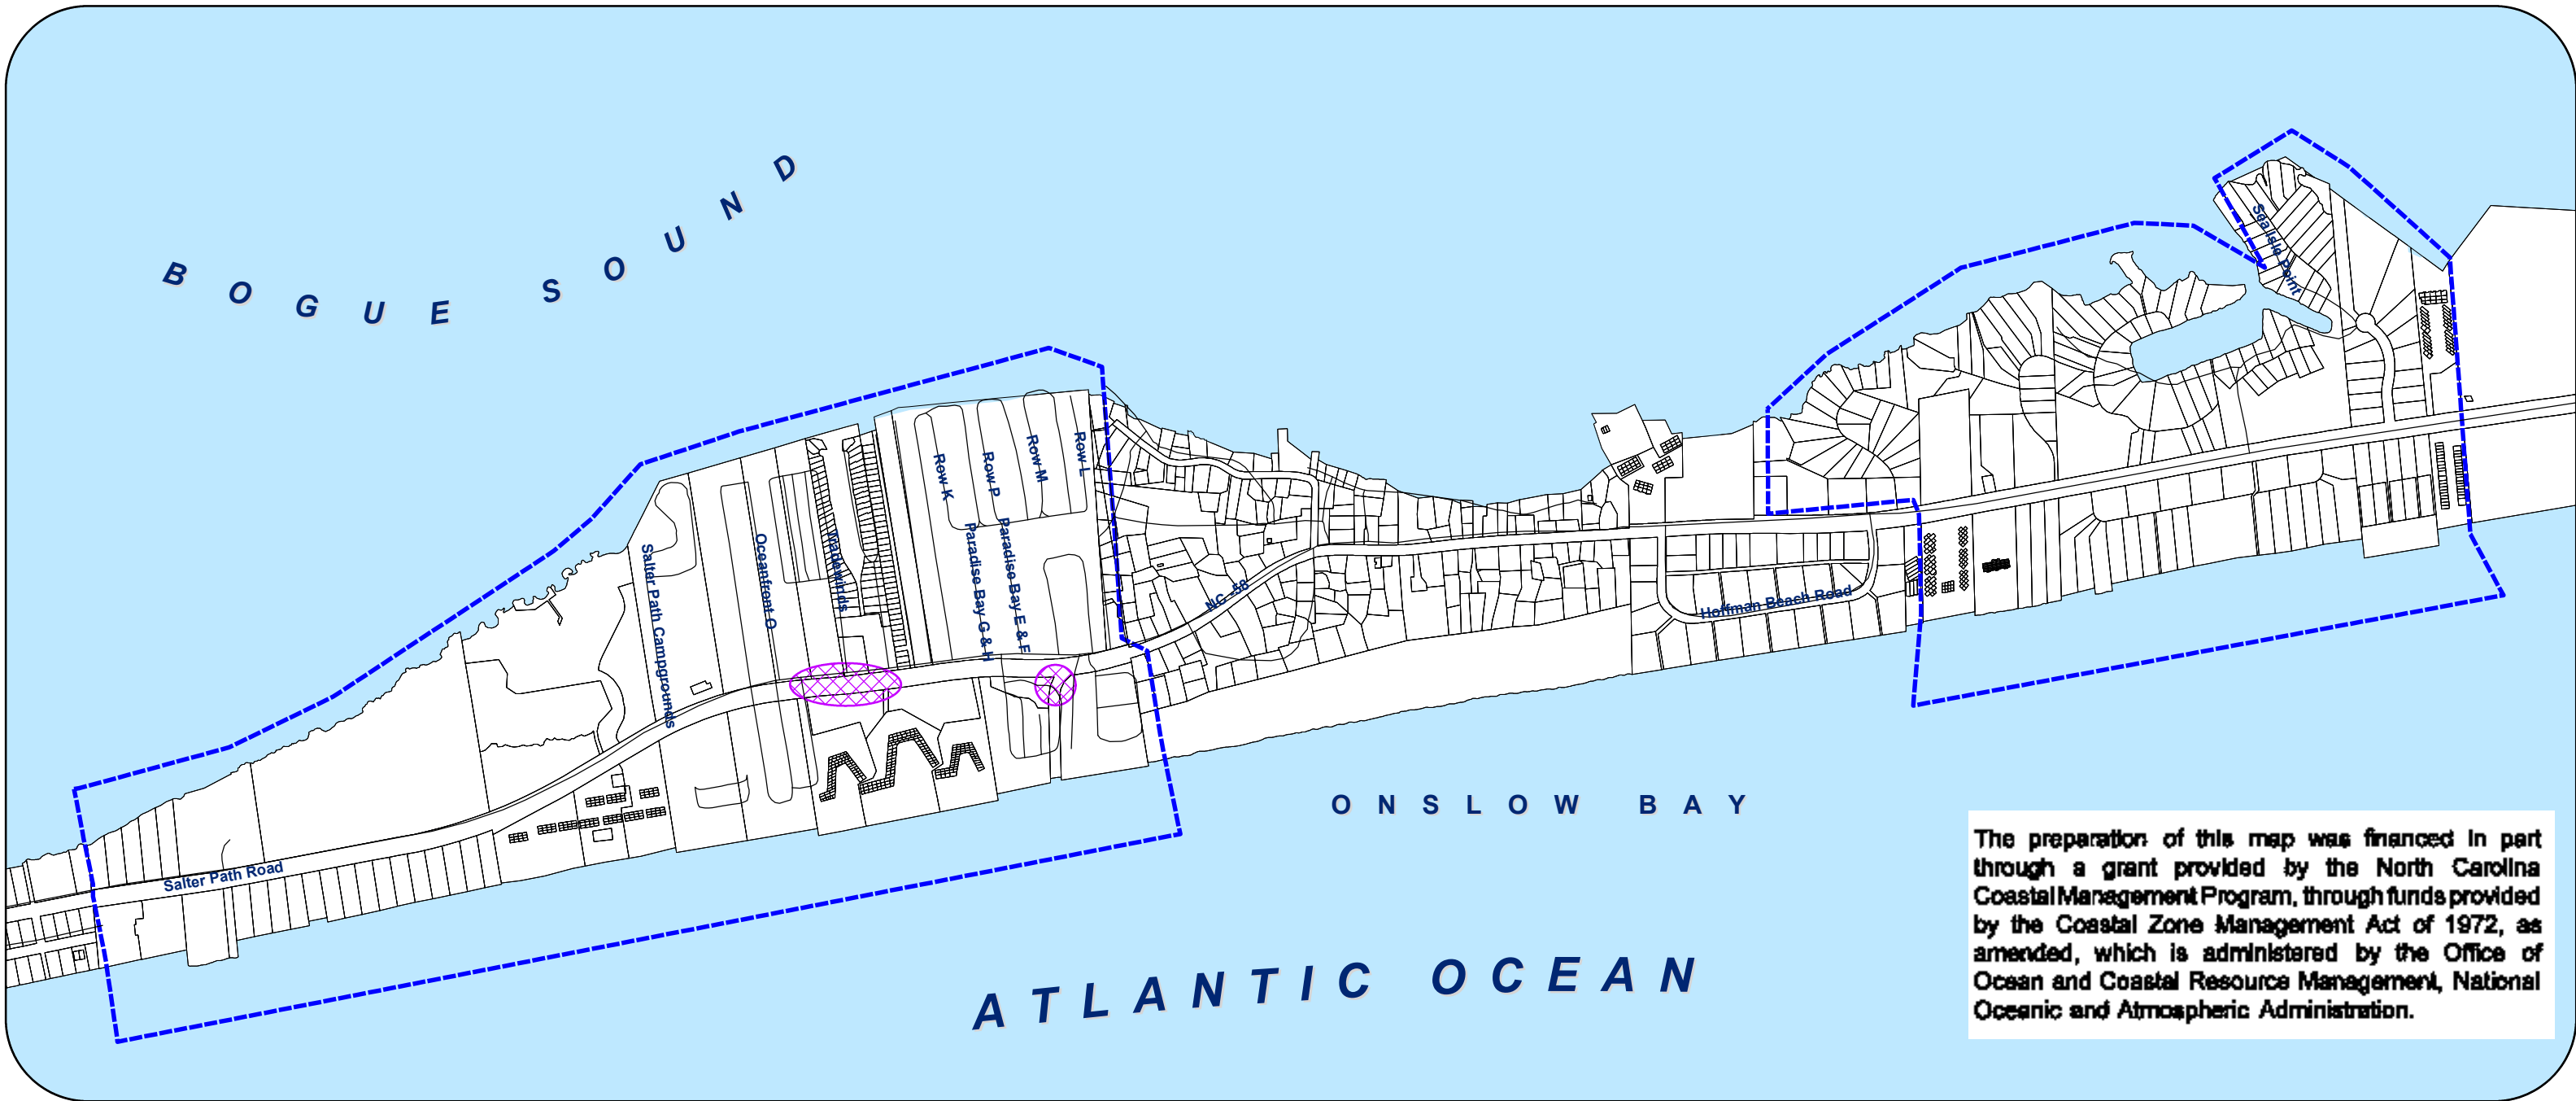 BOGUE SOUND
Sea Isle Point
Row K
Row P
Row M
Row L
Salter Path Campgrounds
Oceanfront O
Paradise Bay G & H
Paradise Bay E & F
NC 58
Hoffman Beach Road
Salter Path Road
ONSLOW BAY
ATLANTIC OCEAN
The preparation of this map was financed in part
through a grant provided by the North Carolina
Coastal Management Program, through funds provided
by the Coastal Zone Management Act of 1972, as
amended, which is administered by the Office of
Ocean and Coastal Resource Management, National
Oceanic and Atmospheric Administration.